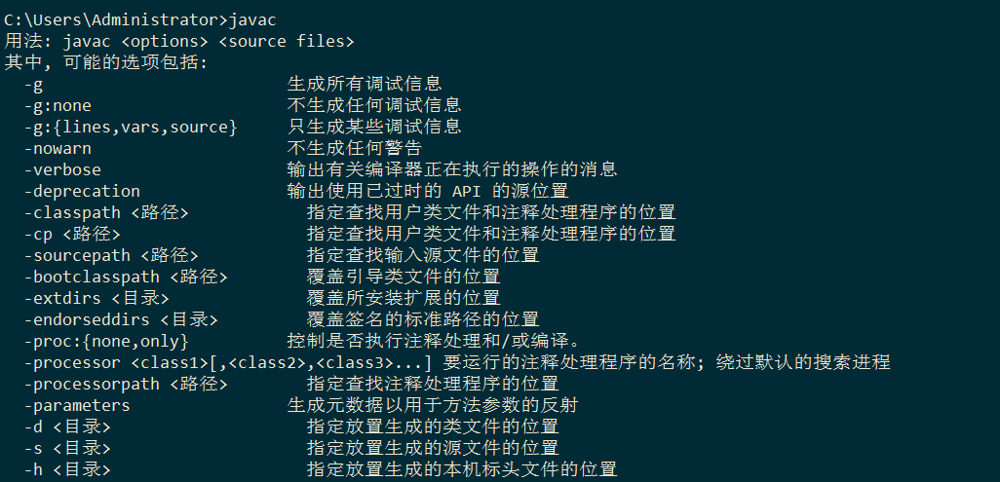 C:\Users\Administrator>javac
用法: javac <options> <source files>
其中, 可能的选项包括:
  -g                         生成所有调试信息
  -g:none                    不生成任何调试信息
  -g:{lines,vars,source}     只生成某些调试信息
  -nowarn                    不生成任何警告
  -verbose                   输出有关编译器正在执行的操作的消息
  -deprecation               输出使用已过时的 API 的源位置
  -classpath <路径>            指定查找用户类文件和注释处理程序的位置
  -cp <路径>                   指定查找用户类文件和注释处理程序的位置
  -sourcepath <路径>           指定查找输入源文件的位置
  -bootclasspath <路径>        覆盖引导类文件的位置
  -extdirs <目录>              覆盖所安装扩展的位置
  -endorseddirs <目录>         覆盖签名的标准路径的位置
  -proc:{none,only}          控制是否执行注释处理和/或编译。
  -processor <class1>[,<class2>,<class3>...] 要运行的注释处理程序的名称; 绕过默认的搜索进程
  -processorpath <路径>        指定查找注释处理程序的位置
  -parameters                生成元数据以用于方法参数的反射
  -d <目录>                    指定放置生成的类文件的位置
  -s <目录>                    指定放置生成的源文件的位置
  -h <目录>                    指定放置生成的本机标头文件的位置